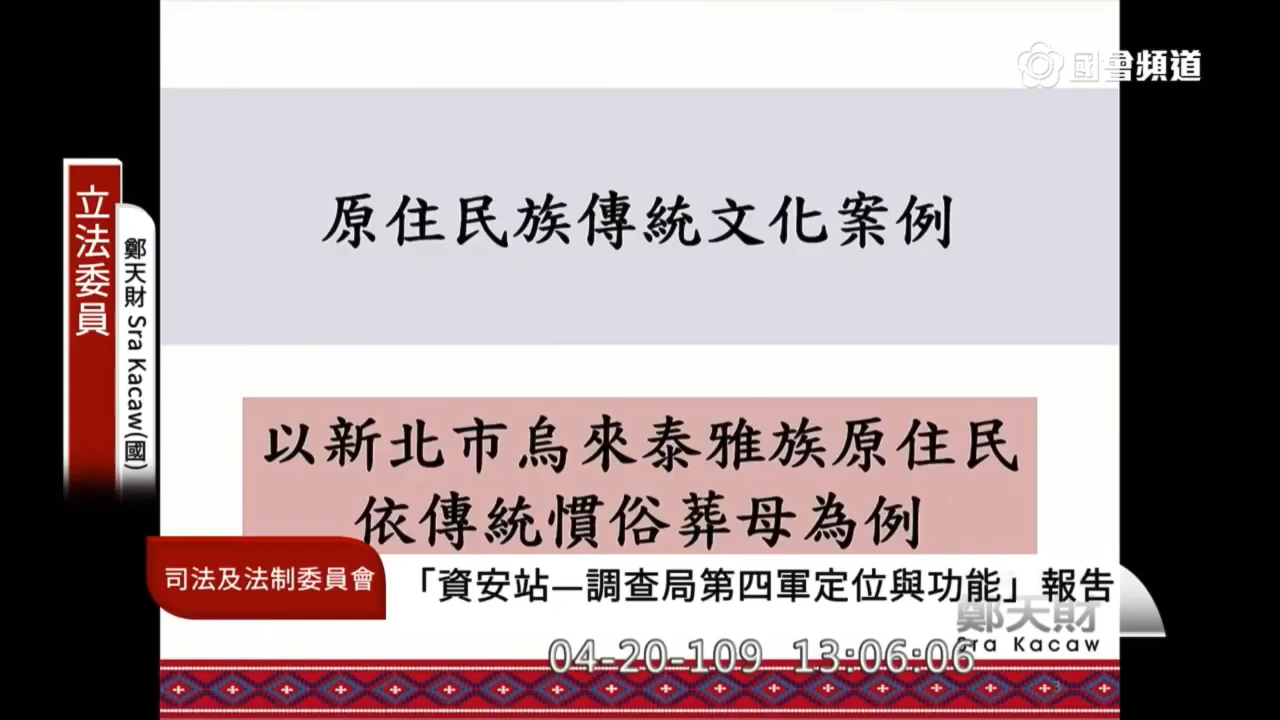 國會頻道
立法委員
鄭天財 Sra Kacaw(國)
原住民族傳統文化案例
以新北市烏來泰雅族原住民
依傳統慣俗葬母為例
司法及法制委員會
「資安站—調查局第四軍定位與功能」報告
鄭天財
Sra Kacaw
04-20-109 13:06:06
3